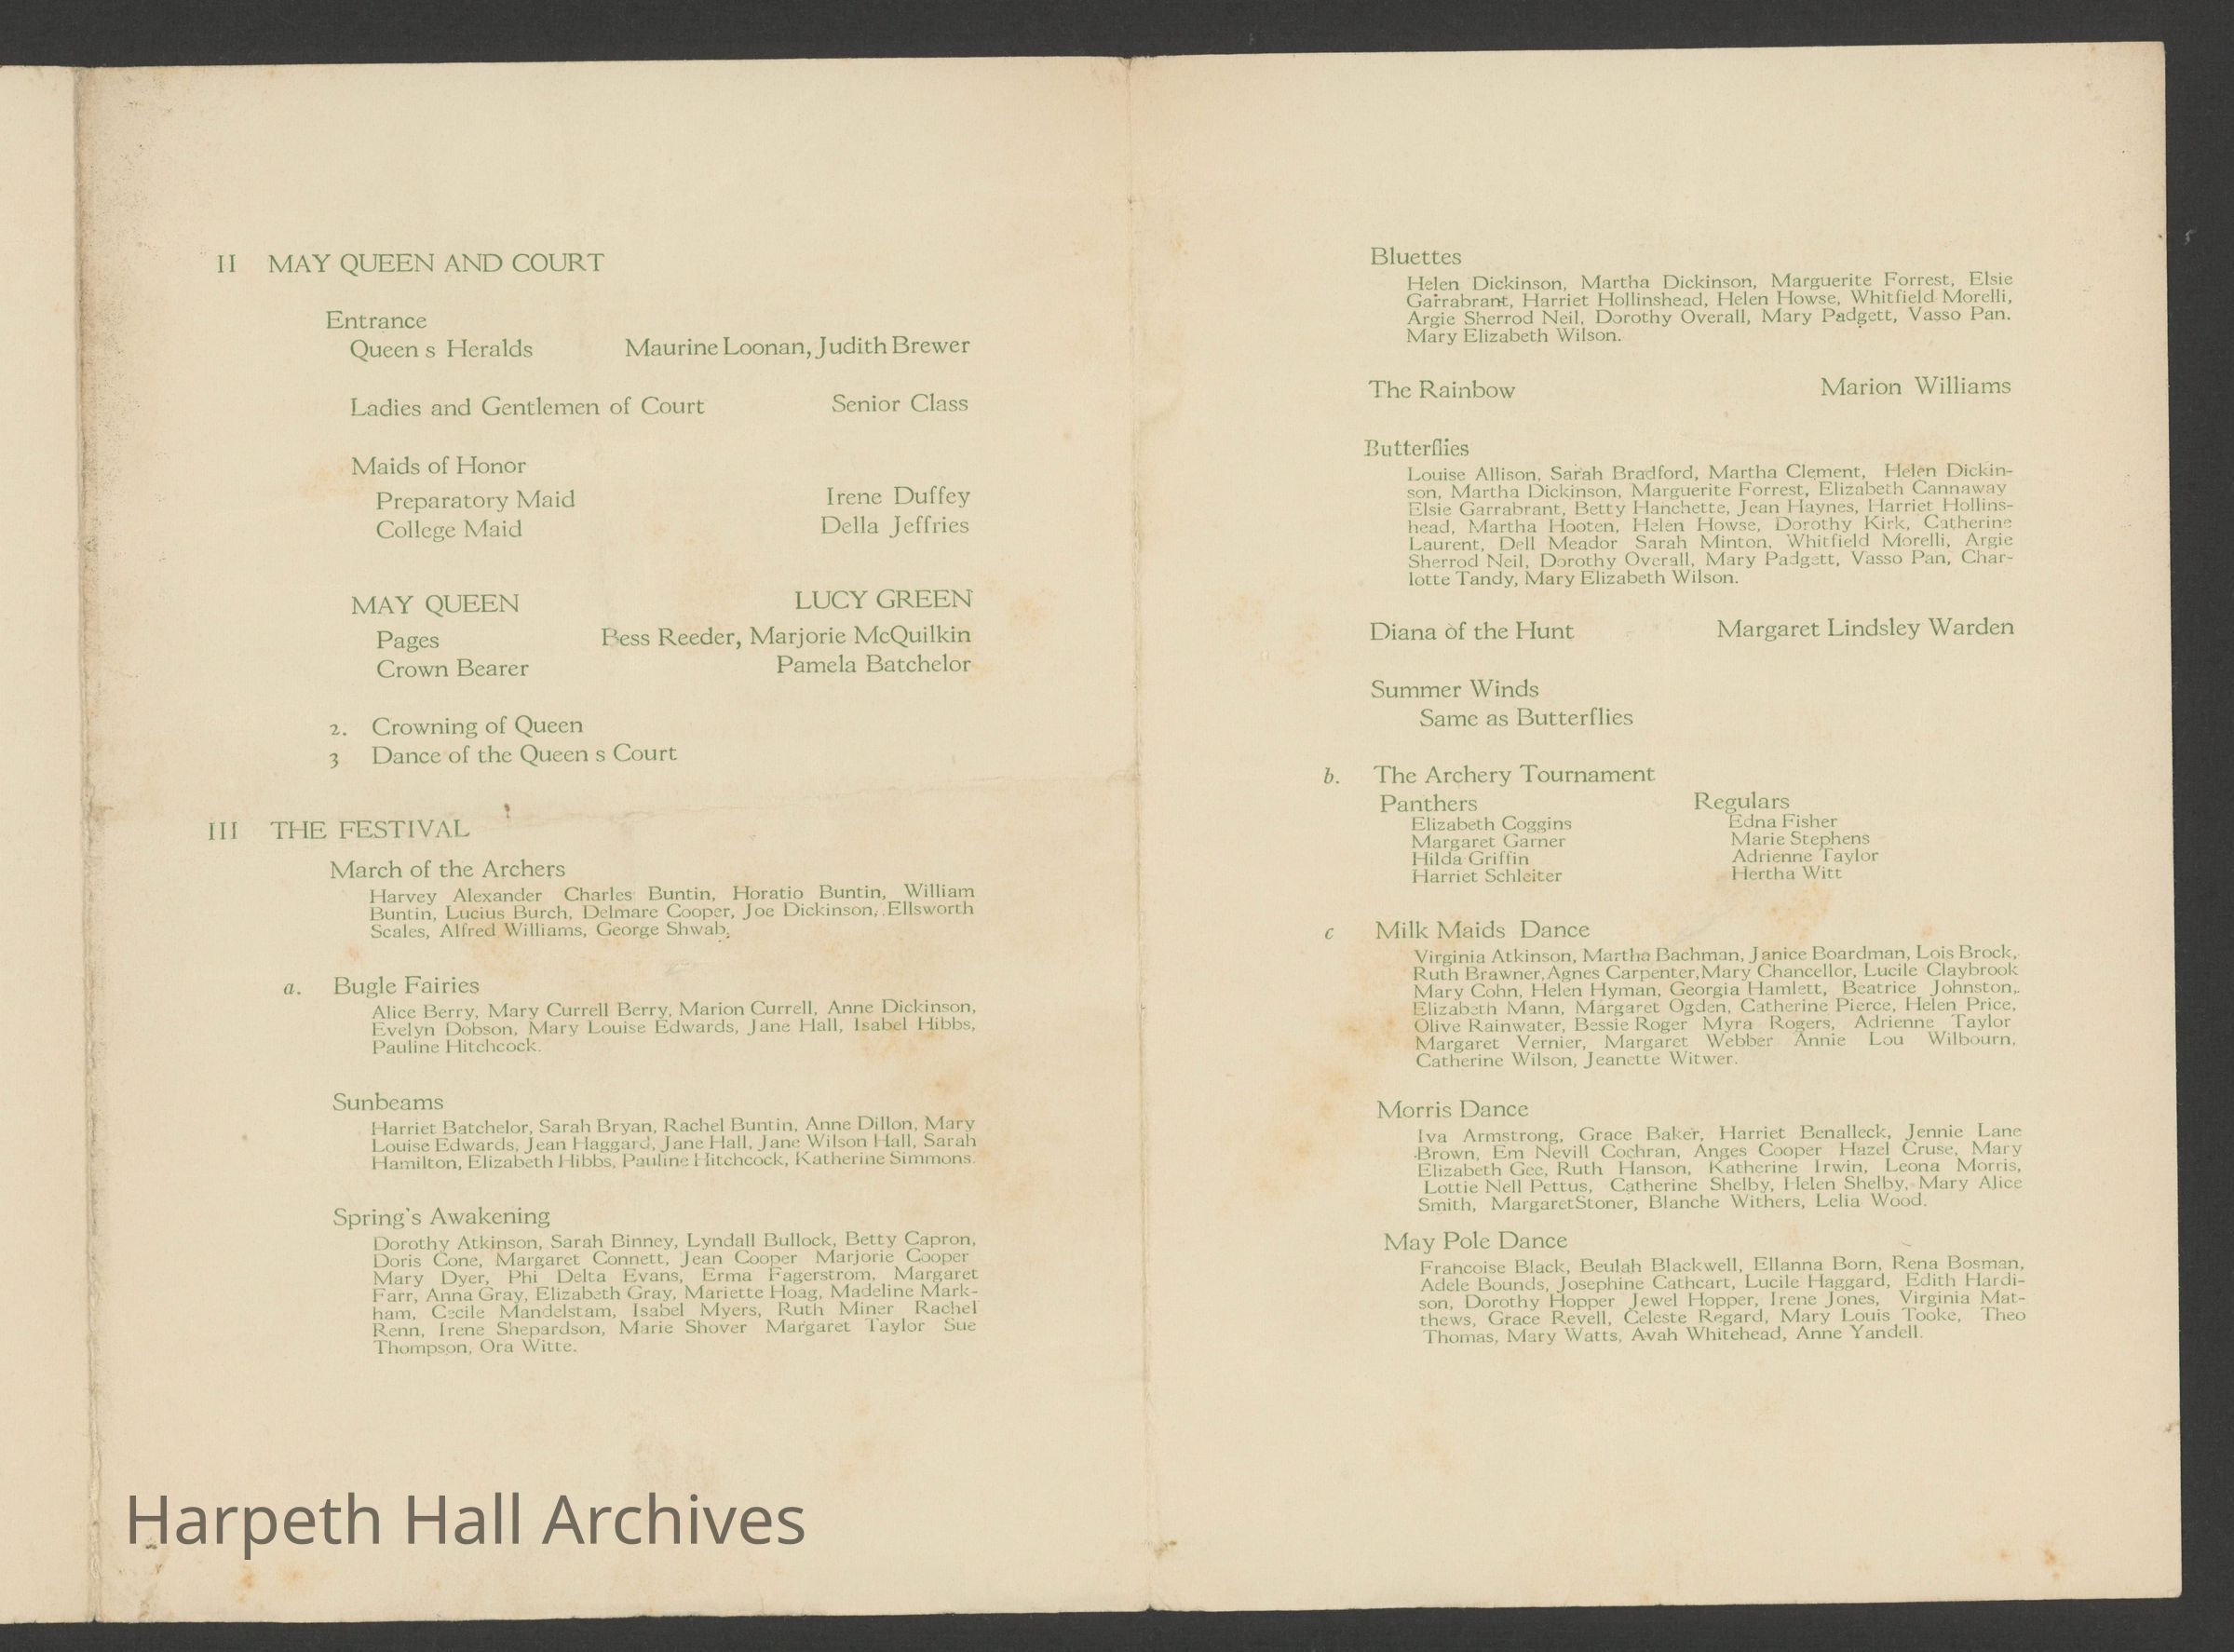 II MAY QUEEN AND COURT
Entrance
Queen s Heralds Maurine Loonan, Judith Brewer
Ladies and Gentlemen of Court Senior Class
Maids of Honor
Preparatory Maid Irene Duffey
College Maid Della Jeffries
MAY QUEEN LUCY GREEN
Pages Bess Reeder, Marjorie McQuilkin
Crown Bearer Pamela Batchelor
2. Crowning of Queen
3 Dance of the Queen s Court
III THE FESTIVAL
March of the Archers
Harvey Alexander Charles Buntin, Horatio Buntin, William
Buntin, Lucius Burch, Delmare Cooper, Joe Dickinson, Ellsworth
Scales, Alfred Williams, George Shwab.
a. Bugle Fairies
Alice Berry, Mary Currell Berry, Marion Currell, Anne Dickinson,
Evelyn Dobson, Mary Louise Edwards, Jane Hall, Isabel Hibbs,
Pauline Hitchcock.
Sunbeams
Harriet Batchelor, Sarah Bryan, Rachel Buntin, Anne Dillon, Mary
Louise Edwards, Jean Haggard, Jane Hall, Jane Wilson Hall, Sarah
Hamilton, Elizabeth Hibbs, Pauline Hitchcock, Katherine Simmons.
Spring's Awakening
Dorothy Atkinson, Sarah Binney, Lyndall Bullock, Betty Capron,
Doris Cone, Margaret Connett, Jean Cooper Marjorie Cooper
Mary Dyer, Phi Delta Evans, Erma Fagerstrom, Margaret
Farr, Anna Gray, Elizabeth Gray, Mariette Hoag, Madeline Mark-
ham, Cecile Mandelstam, Isabel Myers, Ruth Miner Rachel
Renn, Irene Shepardson, Marie Shover Margaret Taylor Sue
Thompson, Ora Witte.
Harpeth Hall Archives
Bluettes
Helen Dickinson, Martha Dickinson, Marguerite Forrest, Elsie
Garrabrant, Harriet Hollinshead, Helen Howse, Whitfield Morelli,
Argie Sherrod Neil, Dorothy Overall, Mary Padgett, Vasso Pan.
Mary Elizabeth Wilson.
The Rainbow Marion Williams
Butterflies
Louise Allison, Sarah Bradford, Martha Clement, Helen Dickin-
son, Martha Dickinson, Marguerite Forrest, Elizabeth Cannaway
Elsie Garrabrant, Betty Hanchette, Jean Haynes, Harriet Hollins-
head, Martha Hooten, Helen Howse, Dorothy Kirk, Catherine
Laurent, Dell Meador Sarah Minton, Whitfield Morelli, Argie
Sherrod Neil, Dorothy Overall, Mary Padgett, Vasso Pan, Char-
lotte Tandy, Mary Elizabeth Wilson.
Diana of the Hunt Margaret Lindsley Warden
Summer Winds
Same as Butterflies
b. The Archery Tournament
Panthers Regulars
Elizabeth Coggins Edna Fisher
Margaret Garner Marie Stephens
Hilda Griffin Adrienne Taylor
Harriet Schleiter Hertha Witt
c Milk Maids Dance
Virginia Atkinson, Martha Bachman, Janice Boardman, Lois Brock,
Ruth Brawner, Agnes Carpenter, Mary Chancellor, Lucile Claybrook
Mary Cohn, Helen Hyman, Georgia Hamlett, Beatrice Johnston,
Elizabeth Mann, Margaret Ogden, Catherine Pierce, Helen Price,
Olive Rainwater, Bessie Roger Myra Rogers, Adrienne Taylor
Margaret Vernier, Margaret Webber Annie Lou Wilbourn,
Catherine Wilson, Jeanette Witwer.
Morris Dance
Iva Armstrong, Grace Baker, Harriet Benalleck, Jennie Lane
Brown, Em Nevill Cochran, Anges Cooper Hazel Cruse, Mary
Elizabeth Gee, Ruth Hanson, Katherine Irwin, Leona Morris,
Lottie Nell Pettus, Catherine Shelby, Helen Shelby, Mary Alice
Smith, MargaretStoner, Blanche Withers, Lelia Wood.
May Pole Dance
Francoise Black, Beulah Blackwell, Ellanna Born, Rena Bosman,
Adele Bounds, Josephine Cathcart, Lucile Haggard, Edith Hardi-
son, Dorothy Hopper Jewel Hopper, Irene Jones, Virginia Mat-
thews, Grace Revell, Celeste Regard, Mary Louis Tooke, Theo
Thomas, Mary Watts, Avah Whitehead, Anne Yandell.